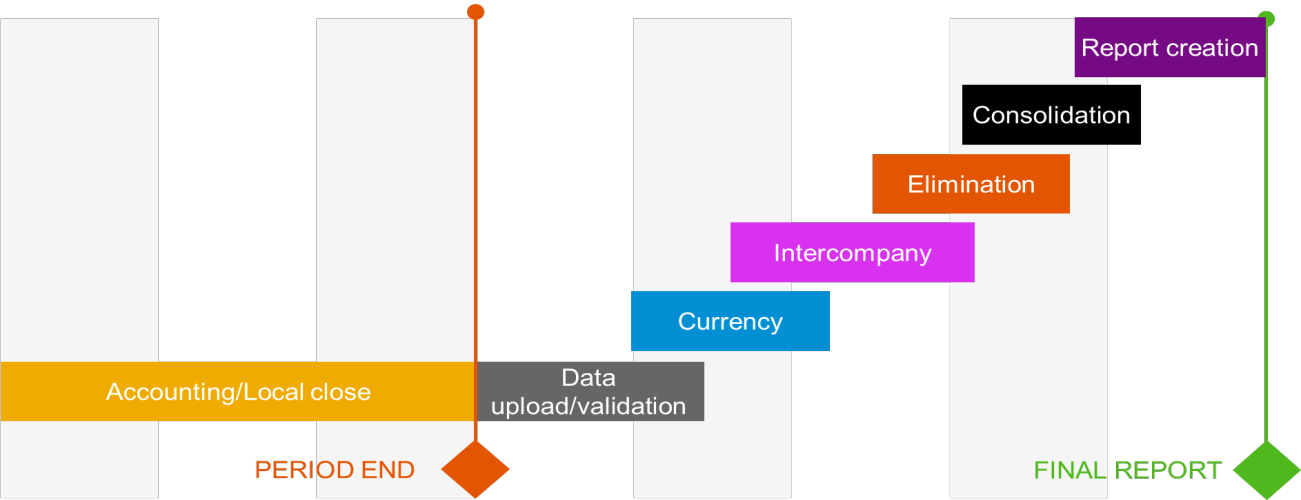 Report creation
Consolidation
Elimination
Intercompany
Currency
Accounting/Local close
Data
upload/validation
PERIOD END
FINAL REPORT